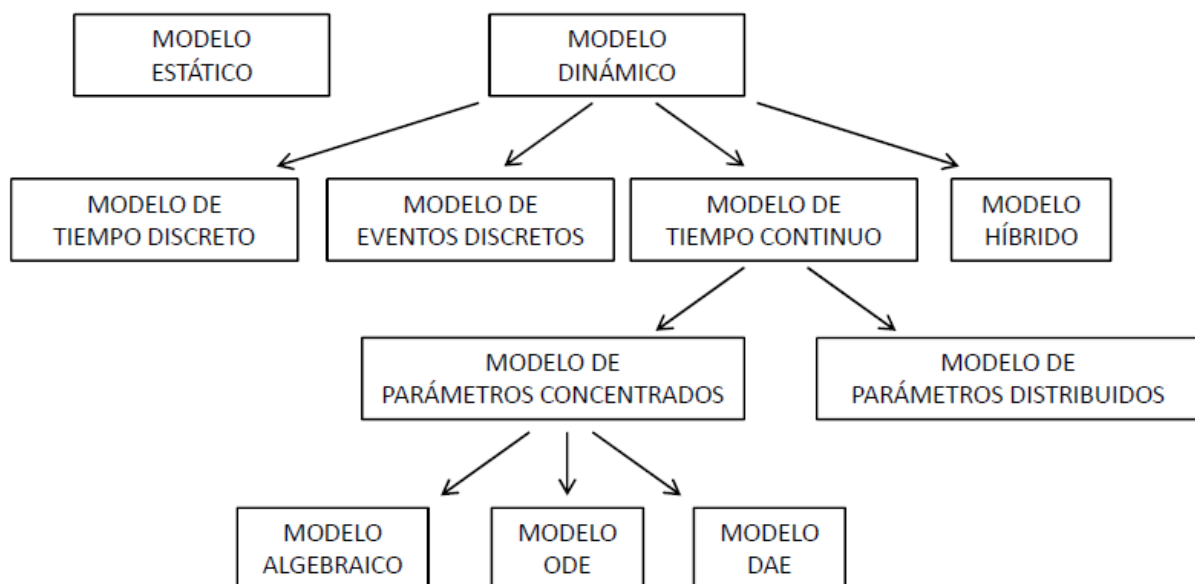 MODELO
ESTÁTICO
MODELO
DINÁMICO
MODELO DE
TIEMPO DISCRETO
MODELO DE
EVENTOS DISCRETOS
MODELO DE
TIEMPO CONTINUO
MODELO
HÍBRIDO
MODELO DE
PARÁMETROS CONCENTRADOS
MODELO DE
PARÁMETROS DISTRIBUIDOS
MODELO
ALGEBRAICO
MODELO
ODE
MODELO
DAE